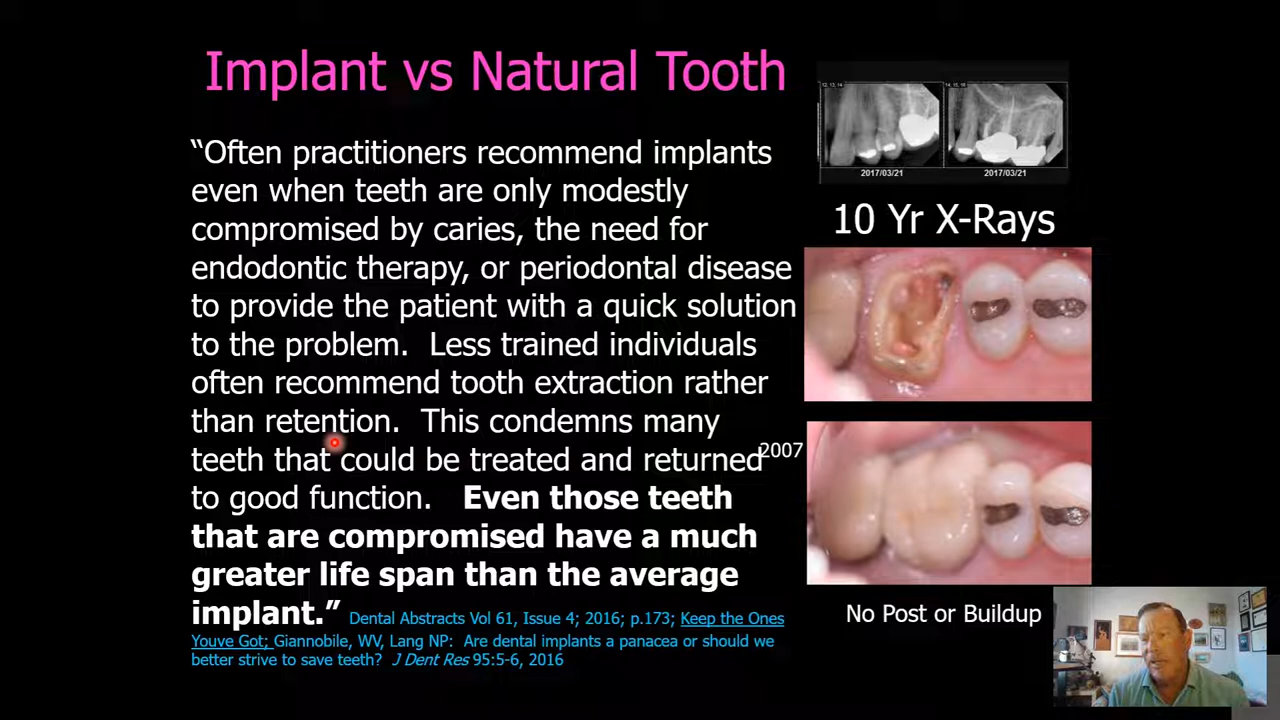 Implant vs Natural Tooth
“Often practitioners recommend implants
even when teeth are only modestly
compromised by caries, the need for
endodontic therapy, or periodontal disease
to provide the patient with a quick solution
to the problem.  Less trained individuals
often recommend tooth extraction rather
than retention.  This condemns many
teeth that could be treated and returned
to good function.   Even those teeth
that are compromised have a much
greater life span than the average
implant.” Dental Abstracts Vol 61, Issue 4; 2016; p.173; Keep the Ones
Youve Got; Giannobile, WV, Lang NP:  Are dental implants a panacea or should we
better strive to save teeth?  J Dent Res 95:5-6, 2016
2017/03/21
2017/03/21
10 Yr X-Rays
2007
No Post or Buildup